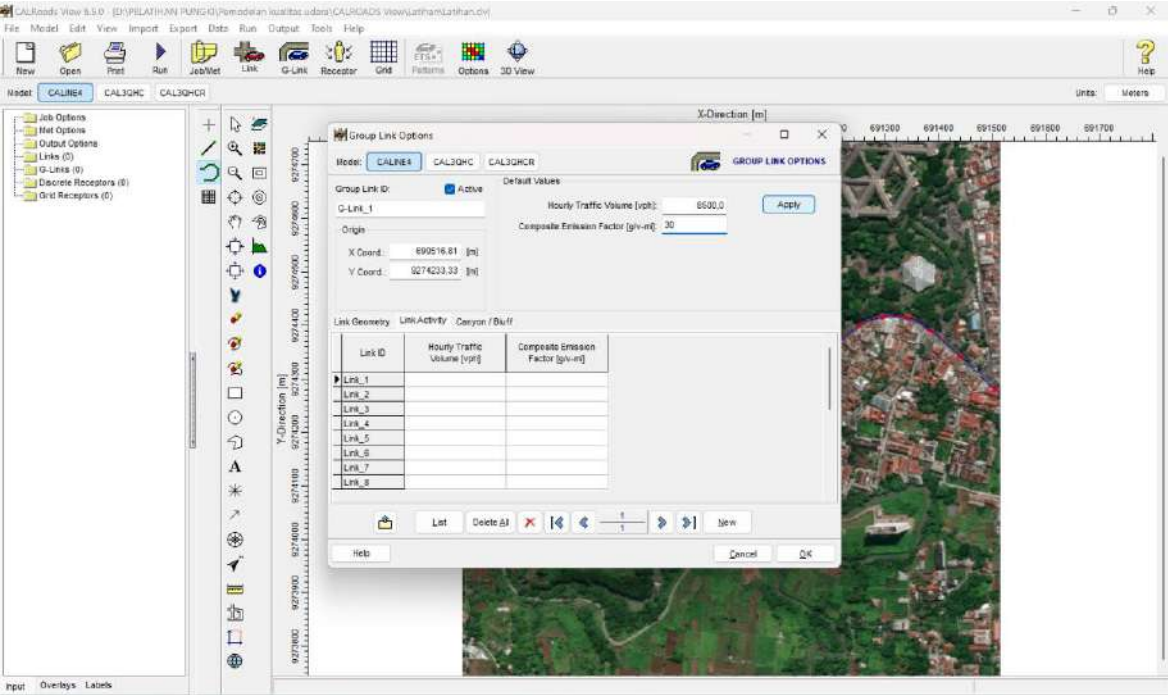 CALRoads View 6.5.0 - [D:\PELATIHAN PUNGKI\Pemodelan kualitas udara\CALROADS View\Latihan\Latihan.clv]
File Model Edit View Import Export Data Run Output Tools Help
New Open Print Run Job/Met Link G-Link Receptor Grid Patterns Options 3D View Help
Model: CALINE4 CAL3QHC CAL3QHCR Units: Meters
Job Options
Met Options
Output Options
Links (0)
G-Links (0)
Discrete Receptors (0)
Grid Receptors (0)
A
X-Direction [m]
691300 691400 691500 691600 691700
Y-Direction [m]
9274700
9274600
9274500
9274400
9274300
9274200
9274100
9274000
9273900
9273800
Group Link Options
Model: CALINE4 CAL3QHC CAL3QHCR GROUP LINK OPTIONS
Group Link ID: Active
G-Link_1
Origin
X Coord.: 690516.81 [m]
Y Coord.: 9274233,33 [m]
Default Values
Hourly Traffic Volume [vph]: 8500,0 Apply
Composite Emission Factor [g/v-mi]: 30
Link Geometry Link Activity Canyon / Bluff
Link ID Hourly Traffic Volume [vph] Composite Emission Factor [g/v-mi]
Link_1
Link_2
Link_3
Link_4
Link_5
Link_6
Link_7
Link_8
List Delete All 1 1 New
Help Cancel OK
Input Overlays Labels